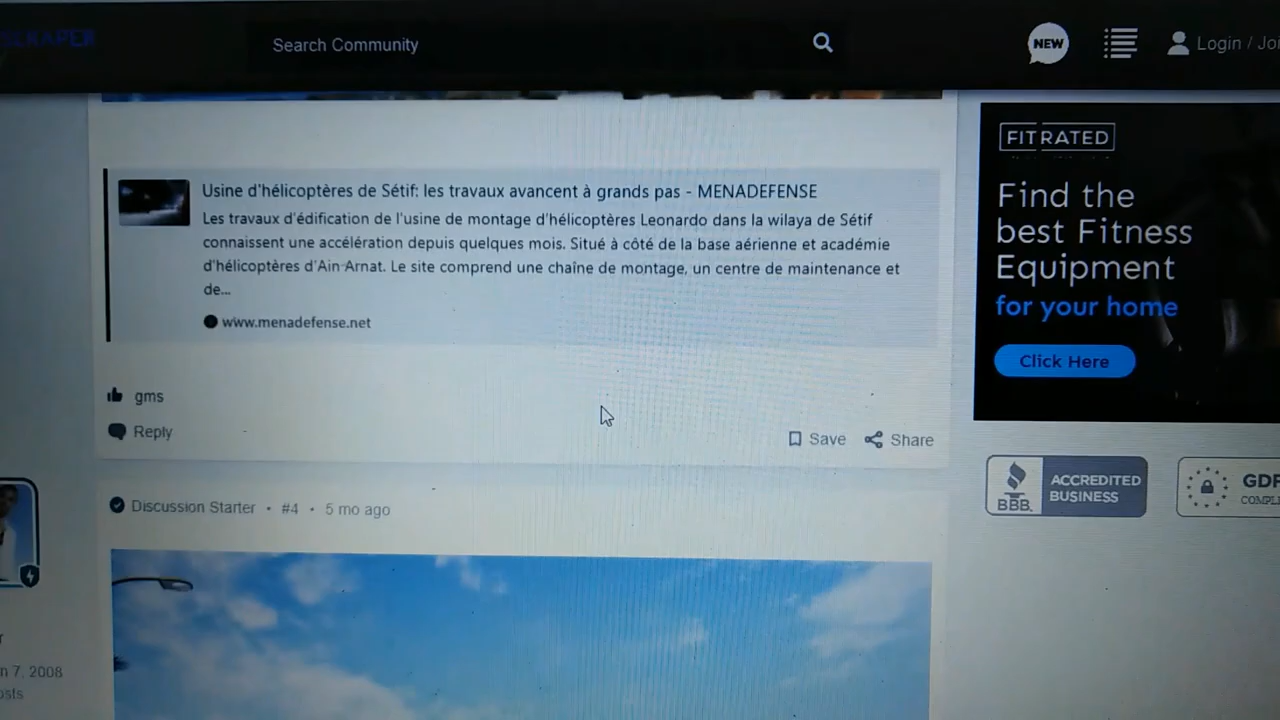 Search Community
NEW
Login / Joi
FITRATED
Find the
best Fitness
Equipment
for your home
Click Here
Usine d'hélicoptères de Sétif: les travaux avancent à grands pas - MENADEFENSE
Les travaux d'édification de l'usine de montage d'hélicoptères Leonardo dans la wilaya de Sétif
connaissent une accélération depuis quelques mois. Situé à côté de la base aérienne et académie
d'hélicoptères d'Ain Arnat. Le site comprend une chaîne de montage, un centre de maintenance et
de...
www.menadefense.net
gms
Reply
Save Share
BBB. ACCREDITED
BUSINESS
GDP
COMPL
Discussion Starter • #4 • 5 mo ago
r
n 7, 2008
osts